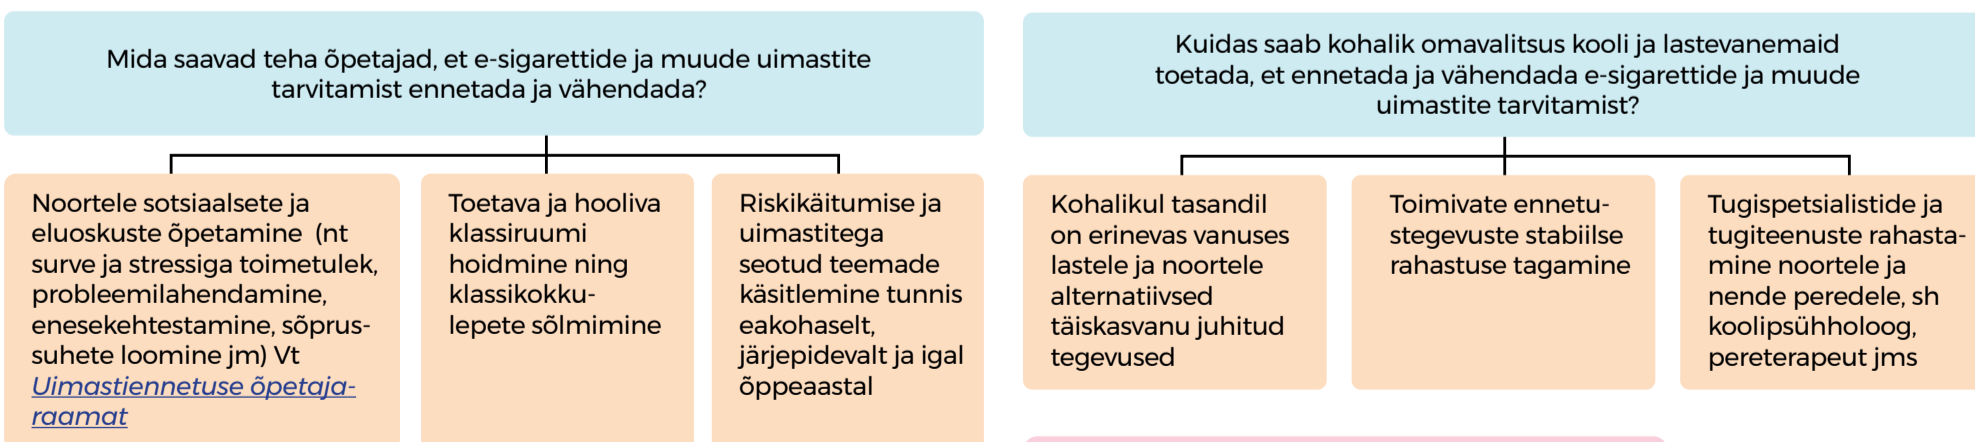 Mida saavad teha õpetajad, et e-sigarettide ja muude uimastite
tarvitamist ennetada ja vähendada?
Noortele sotsiaalsete ja
eluoskuste õpetamine (nt
surve ja stressiga toimetulek,
probleemilahendamine,
enesekehtestamine, sõprus-
suhete loomine jm) Vt
Uimastiennetuse õpetaja-
raamat
Toetava ja hooliva
klassiruumi
hoidmine ning
klassikokku-
lepete sõlmimine
Riskikäitumise ja
uimastitega
seotud teemade
käsitlemine tunnis
eakohaselt,
järjepidevalt ja igal
õppeaastal
Kuidas saab kohalik omavalitsus kooli ja lastevanemaid
toetada, et ennetada ja vähendada e-sigarettide ja muude
uimastite tarvitamist?
Kohalikul tasandil
on erinevas vanuses
lastele ja noortele
alternatiivsed
täiskasvanu juhitud
tegevused
Toimivate ennetu-
stegevuste stabiilse
rahastuse tagamine
Tugispetsialistide ja
tugiteenuste rahasta-
mine noortele ja
nende peredele, sh
koolipsühholoog,
pereterapeut jms